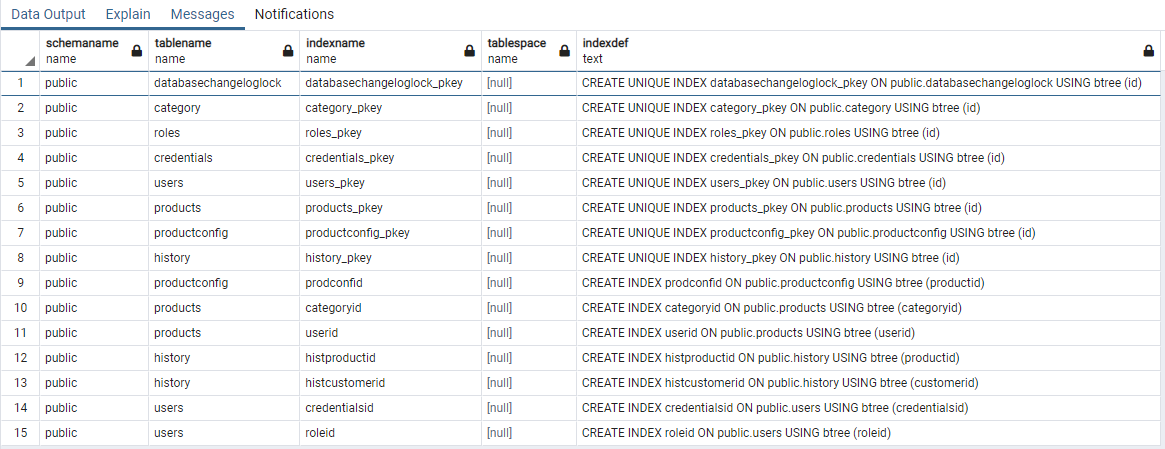 Data Output Explain Messages Notifications
schemaname tablename indexname tablespace indexdef
name name name name text
1 public databasechangeloglock databasechangeloglock_pkey [null] CREATE UNIQUE INDEX databasechangeloglock_pkey ON public.databasechangeloglock USING btree (id)
2 public category category_pkey [null] CREATE UNIQUE INDEX category_pkey ON public.category USING btree (id)
3 public roles roles_pkey [null] CREATE UNIQUE INDEX roles_pkey ON public.roles USING btree (id)
4 public credentials credentials_pkey [null] CREATE UNIQUE INDEX credentials_pkey ON public.credentials USING btree (id)
5 public users users_pkey [null] CREATE UNIQUE INDEX users_pkey ON public.users USING btree (id)
6 public products products_pkey [null] CREATE UNIQUE INDEX products_pkey ON public.products USING btree (id)
7 public productconfig productconfig_pkey [null] CREATE UNIQUE INDEX productconfig_pkey ON public.productconfig USING btree (id)
8 public history history_pkey [null] CREATE UNIQUE INDEX history_pkey ON public.history USING btree (id)
9 public productconfig prodconfid [null] CREATE INDEX prodconfid ON public.productconfig USING btree (productid)
10 public products categoryid [null] CREATE INDEX categoryid ON public.products USING btree (categoryid)
11 public products userid [null] CREATE INDEX userid ON public.products USING btree (userid)
12 public history histproductid [null] CREATE INDEX histproductid ON public.history USING btree (productid)
13 public history histcustomerid [null] CREATE INDEX histcustomerid ON public.history USING btree (customerid)
14 public users credentialsid [null] CREATE INDEX credentialsid ON public.users USING btree (credentialsid)
15 public users roleid [null] CREATE INDEX roleid ON public.users USING btree (roleid)